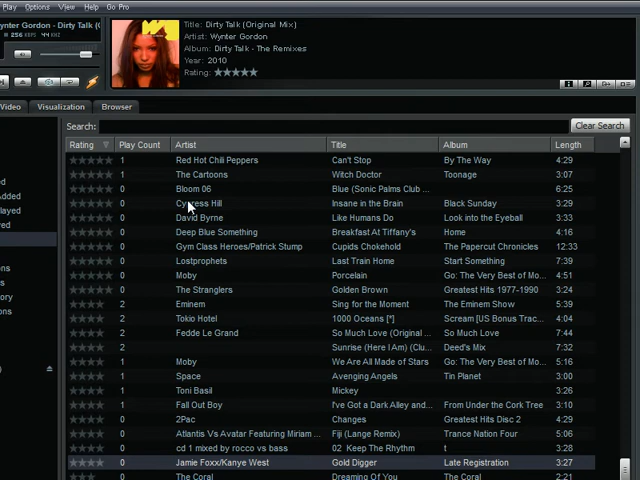 Play Options View Help Go Pro
Wynter Gordon - Dirty Talk (O
256 KBPS 44 KHZ
Title: Dirty Talk (Original Mix)
Artist: Wynter Gordon
Album: Dirty Talk - The Remixes
Year: 2010
Rating: ★★★★★
Video Visualization Browser
Search: Clear Search
Rating Play Count Artist Title Album Length
1 Red Hot Chili Peppers Can't Stop By The Way 4:29
1 The Cartoons Witch Doctor Toonage 3:07
0 Bloom 06 Blue (Sonic Palms Club ... 6:25
0 Cypress Hill Insane in the Brain Black Sunday 3:29
0 David Byrne Like Humans Do Look into the Eyeball 3:33
0 Deep Blue Something Breakfast At Tiffany's Home 4:16
0 Gym Class Heroes/Patrick Stump Cupids Chokehold The Papercut Chronicles 12:33
0 Lostprophets Last Train Home Start Something 7:39
0 Moby Porcelain Go: The Very Best of Mo... 4:51
0 The Stranglers Golden Brown Greatest Hits 1977-1990 3:24
2 Eminem Sing for the Moment The Eminem Show 5:39
2 Tokio Hotel 1000 Oceans [*] Scream [US Bonus Trac... 4:04
2 Fedde Le Grand So Much Love (Original ... So Much Love 7:44
2 Sunrise (Here I Am) (Clu... Deed's Mix 7:33
1 Moby We Are All Made of Stars Go: The Very Best of Mo... 5:16
1 Space Avenging Angels Tin Planet 3:00
1 Toni Basil Mickey 3:26
1 Fall Out Boy I've Got a Dark Alley and... From Under the Cork Tree 3:10
0 2Pac Changes Greatest Hits Disc 2 4:29
0 Atlantis Vs Avatar Featuring Miriam ... Fiji (Lange Remix) Trance Nation Four 5:06
0 cd 1 mixed by rocco vs bass 02 Keep The Rhythm t 3:28
0 Jamie Foxx/Kanye West Gold Digger Late Registration 3:27
0 The Coral Dreaming Of You The Coral